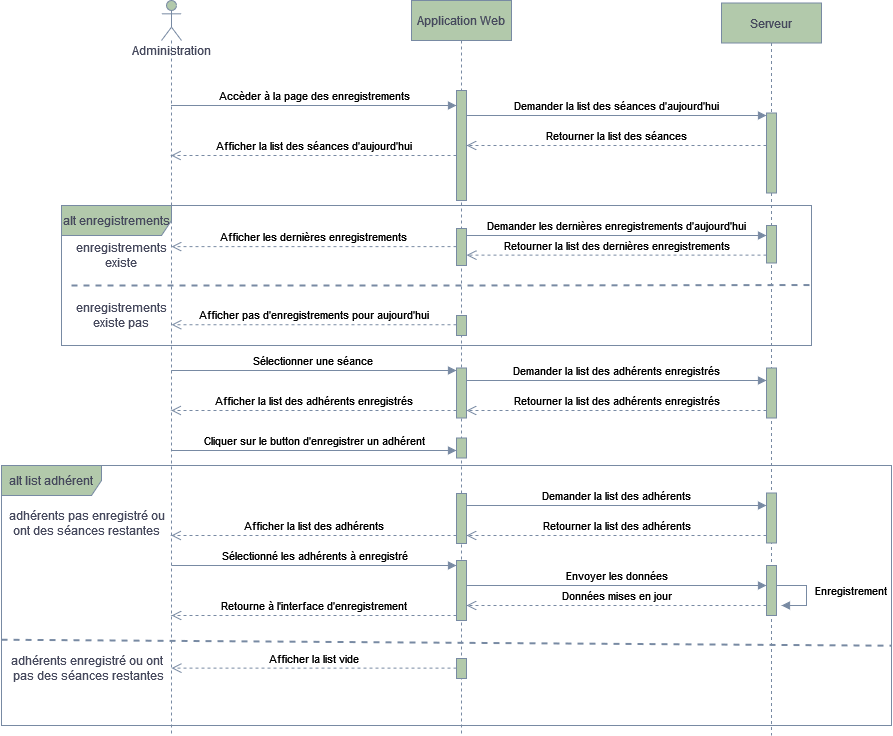 Administration
Application Web
Serveur
Accèder à la page des enregistrements
Demander la list des séances d'aujourd'hui
Retourner la list des séances
Afficher la list des séances d'aujourd'hui
alt enregistrements
enregistrements
existe
Demander les dernières enregistrements d'aujourd'hui
Afficher les dernières enregistrements
Retourner la list des dernières enregistrements
enregistrements
existe pas
Afficher pas d'enregistrements pour aujourd'hui
Sélectionner une séance
Demander la list des adhérents enregistrés
Afficher la list des adhérents enregistrés
Retourner la list des adhérents enregistrés
Cliquer sur le button d'enregistrer un adhérent
alt list adhérent
Demander la list des adhérents
adhérents pas enregistré ou
ont des séances restantes
Afficher la list des adhérents
Retourner la list des adhérents
Sélectionné les adhérents à enregistré
Envoyer les données
Enregistrement
Données mises en jour
Retourne à l'interface d'enregistrement
adhérents enregistré ou ont
pas des séances restantes
Afficher la list vide